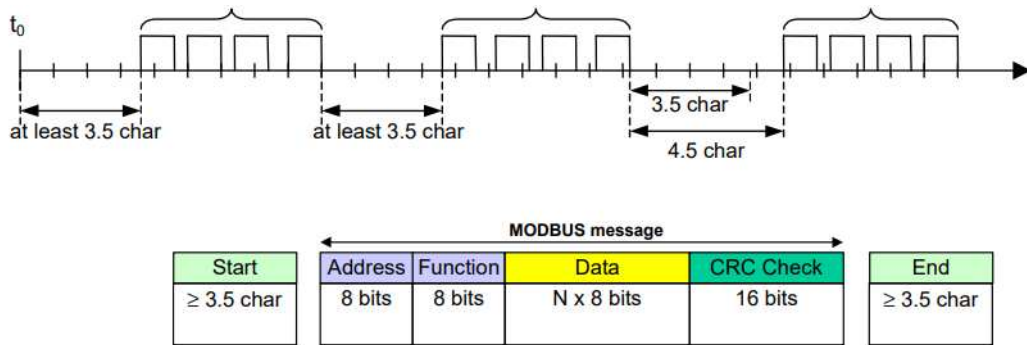 t0
at least 3.5 char
at least 3.5 char
3.5 char
4.5 char
MODBUS message
Start Address Function Data CRC Check End
≥ 3.5 char 8 bits 8 bits N x 8 bits 16 bits ≥ 3.5 char